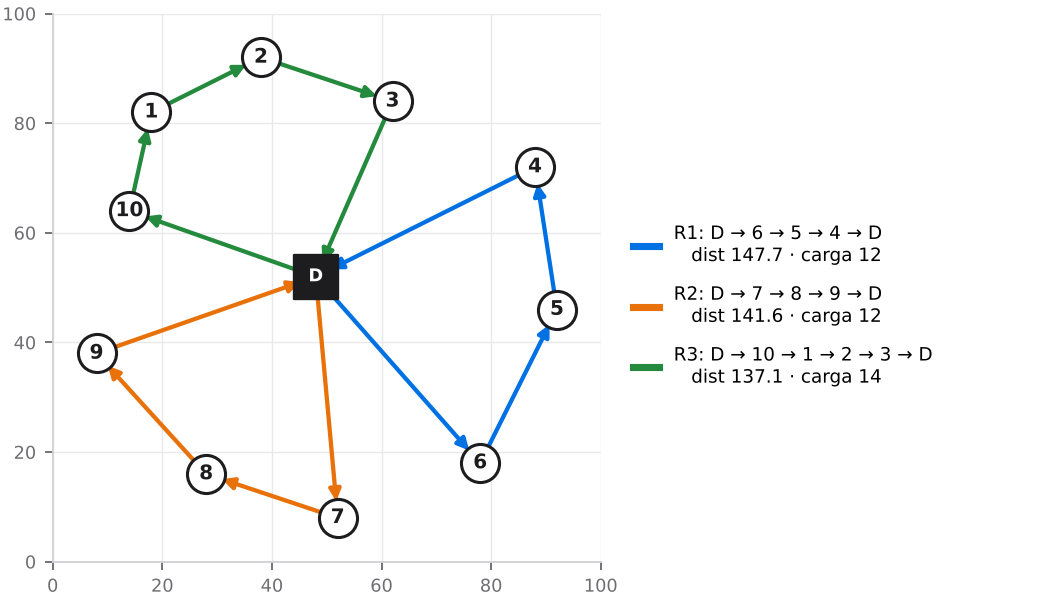 100
80
60
40
20
0
0 20 40 60 80 100
2
1
3
10
4
D
5
9
6
8
7
R1: D → 6 → 5 → 4 → D
dist 147.7 · carga 12
R2: D → 7 → 8 → 9 → D
dist 141.6 · carga 12
R3: D → 10 → 1 → 2 → 3 → D
dist 137.1 · carga 14